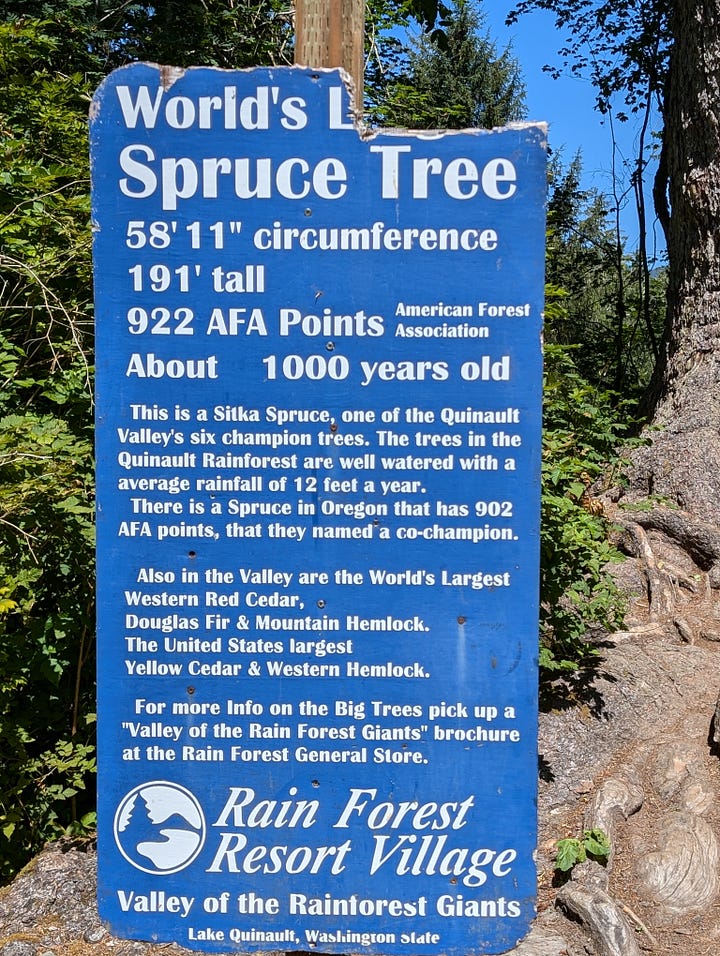 World's L
Spruce Tree
58' 11" circumference
191' tall
922 AFA Points American Forest Association
About 1000 years old
This is a Sitka Spruce, one of the Quinault
Valley's six champion trees. The trees in the
Quinault Rainforest are well watered with a
average rainfall of 12 feet a year.
There is a Spruce in Oregon that has 902
AFA points, that they named a co-champion.
Also in the Valley are the World's Largest
Western Red Cedar,
Douglas Fir & Mountain Hemlock.
The United States largest
Yellow Cedar & Western Hemlock.
For more Info on the Big Trees pick up a
"Valley of the Rain Forest Giants" brochure
at the Rain Forest General Store.
Rain Forest
Resort Village
Valley of the Rainforest Giants
Lake Quinault, Washington State